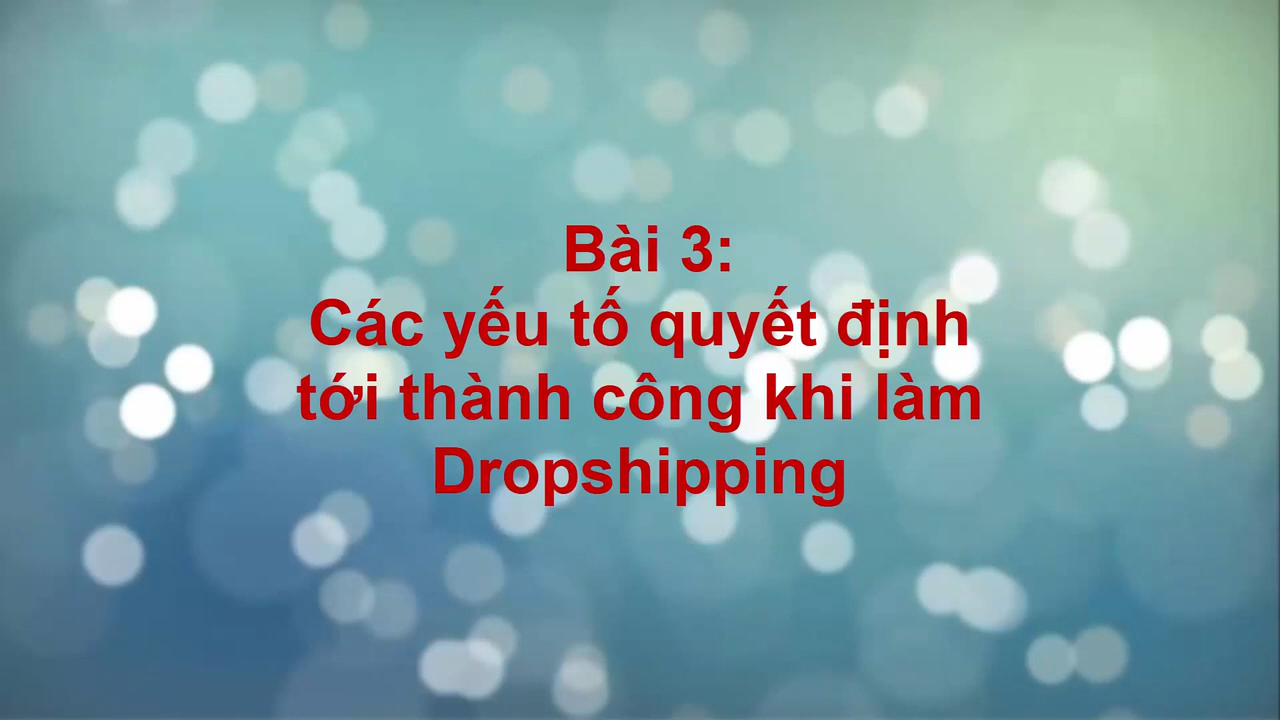 Bài 3:
Các yếu tố quyết định
tới thành công khi làm
Dropshipping